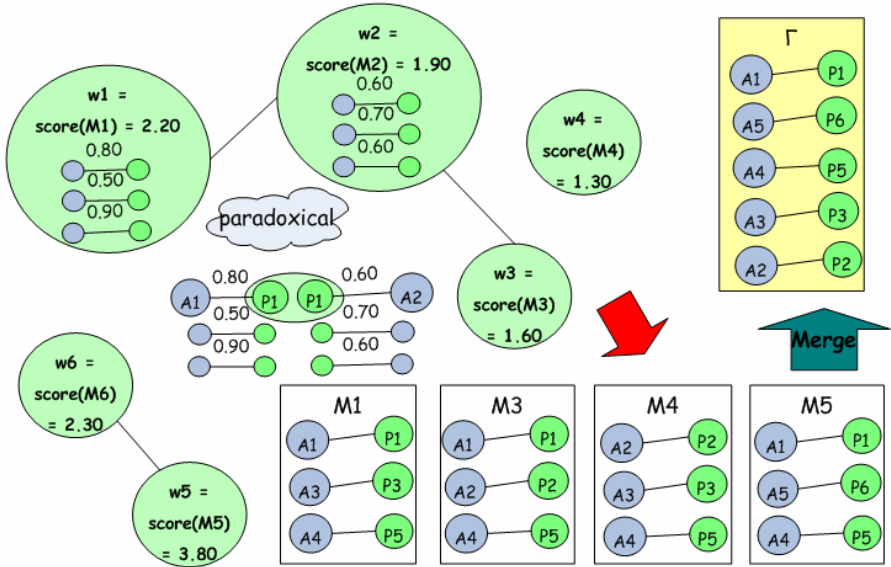 w1 =
score(M1) = 2.20
0.80
0.50
0.90
w2 =
score(M2) = 1.90
0.60
0.70
0.60
w4 =
score(M4)
= 1.30
paradoxical
w3 =
score(M3)
= 1.60
0.80
0.60
A1
P1
P1
A2
0.50
0.70
0.90
0.60
w6 =
score(M6)
= 2.30
w5 =
score(M5)
= 3.80
Γ
A1 P1
A5 P6
A4 P5
A3 P3
A2 P2
Merge
M1
A1 P1
A3 P3
A4 P5
M3
A1 P1
A2 P2
A4 P5
M4
A2 P2
A3 P3
A4 P5
M5
A1 P1
A5 P6
A4 P5